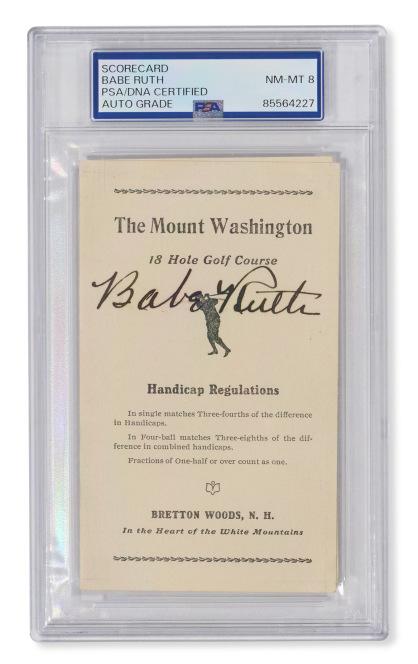 SCORECARD
BABE RUTH NM-MT 8
PSA/DNA CERTIFIED
AUTO GRADE PSA 85564227
The Mount Washington
18 Hole Golf Course
Babe Ruth
Handicap Regulations
In single matches Three-fourths of the difference
in Handicaps.
In Four-ball matches Three-eighths of the dif-
ference in combined handicaps.
Fractions of One-half or over count as one.
BRETTON WOODS, N. H.
In the Heart of the White Mountains